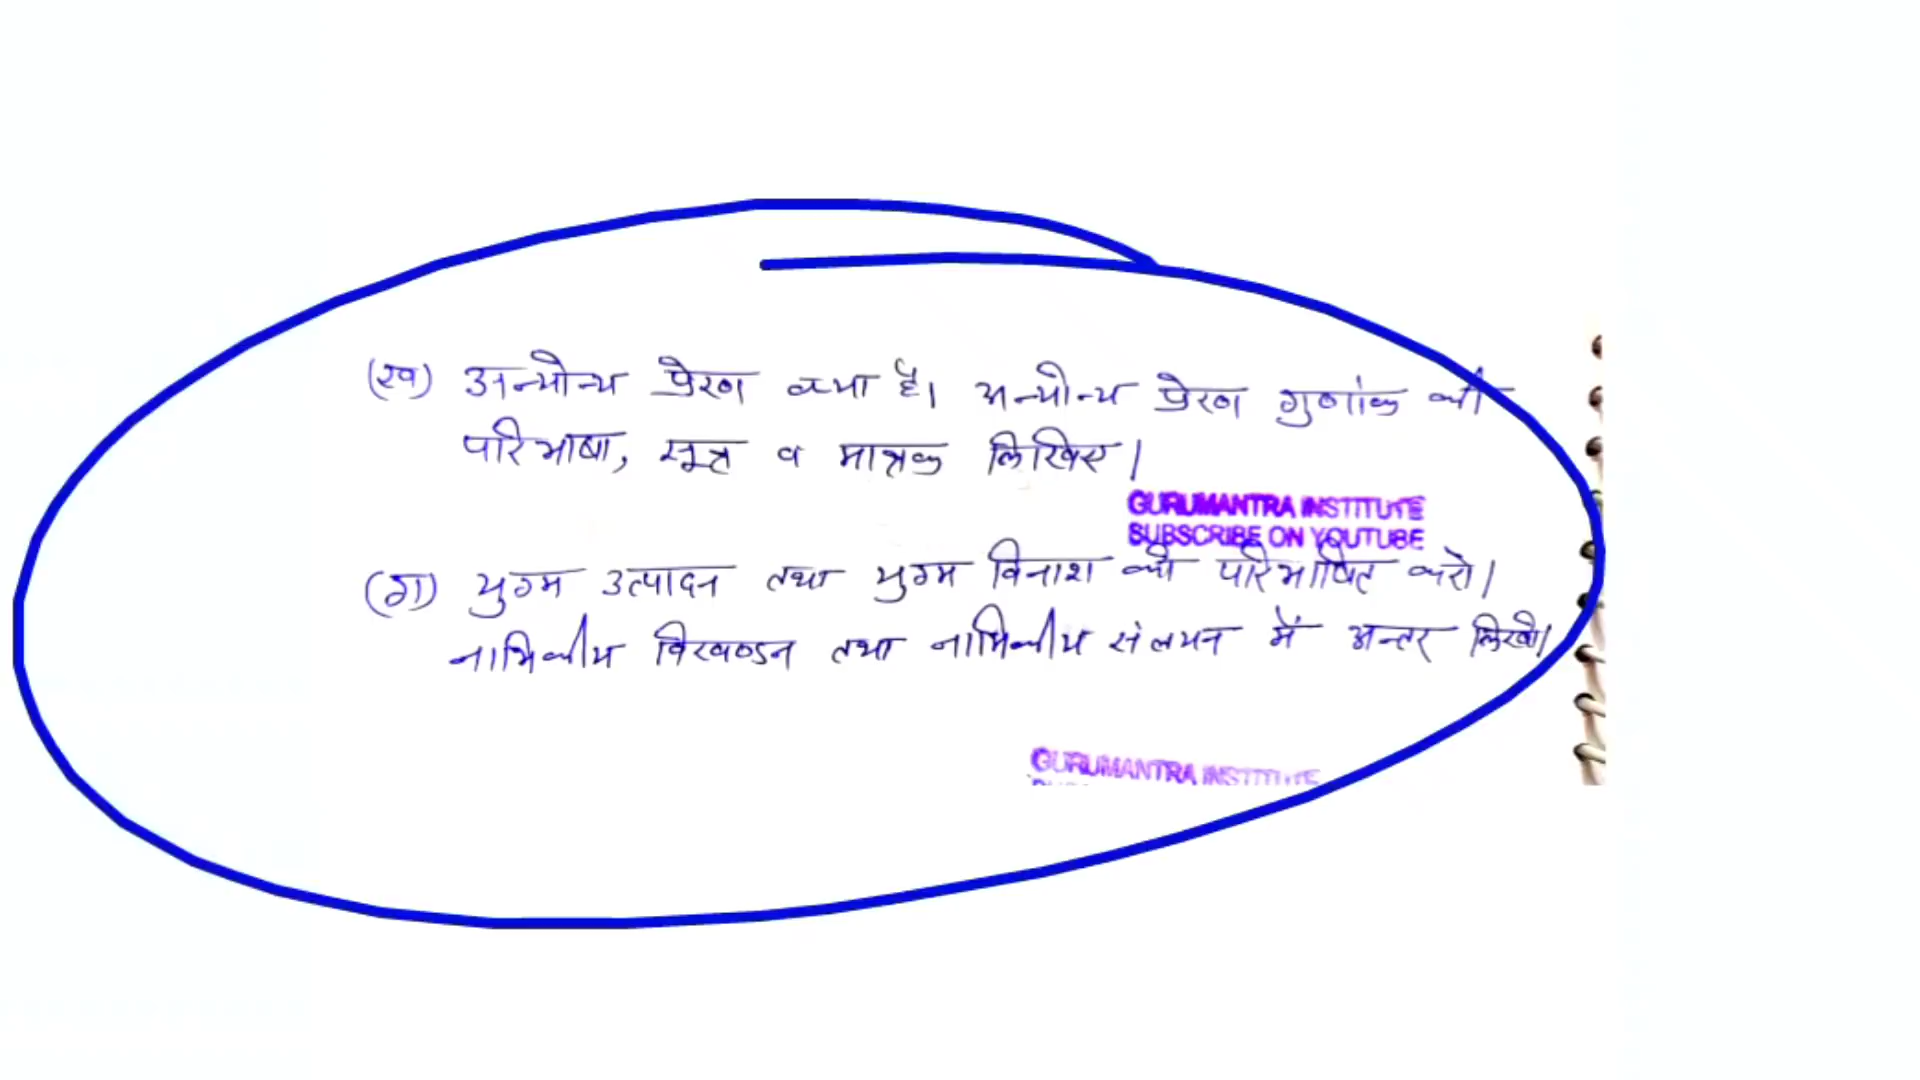 (ख) अन्योन्य प्रेरण क्या है। अन्योन्य प्रेरण गुणांक की
परिभाषा, सूत्र व मात्रक लिखिए।
GURUMANTRA INSTITUTE
SUBSCRIBE ON YOUTUBE
(ग) युग्म उत्पादन तथा युग्म विनाश को परिभाषित करो।
नाभिकीय विखण्डन तथा नाभिकीय संलयन में अन्तर लिखो।
GURUMANTRA INSTITUTE